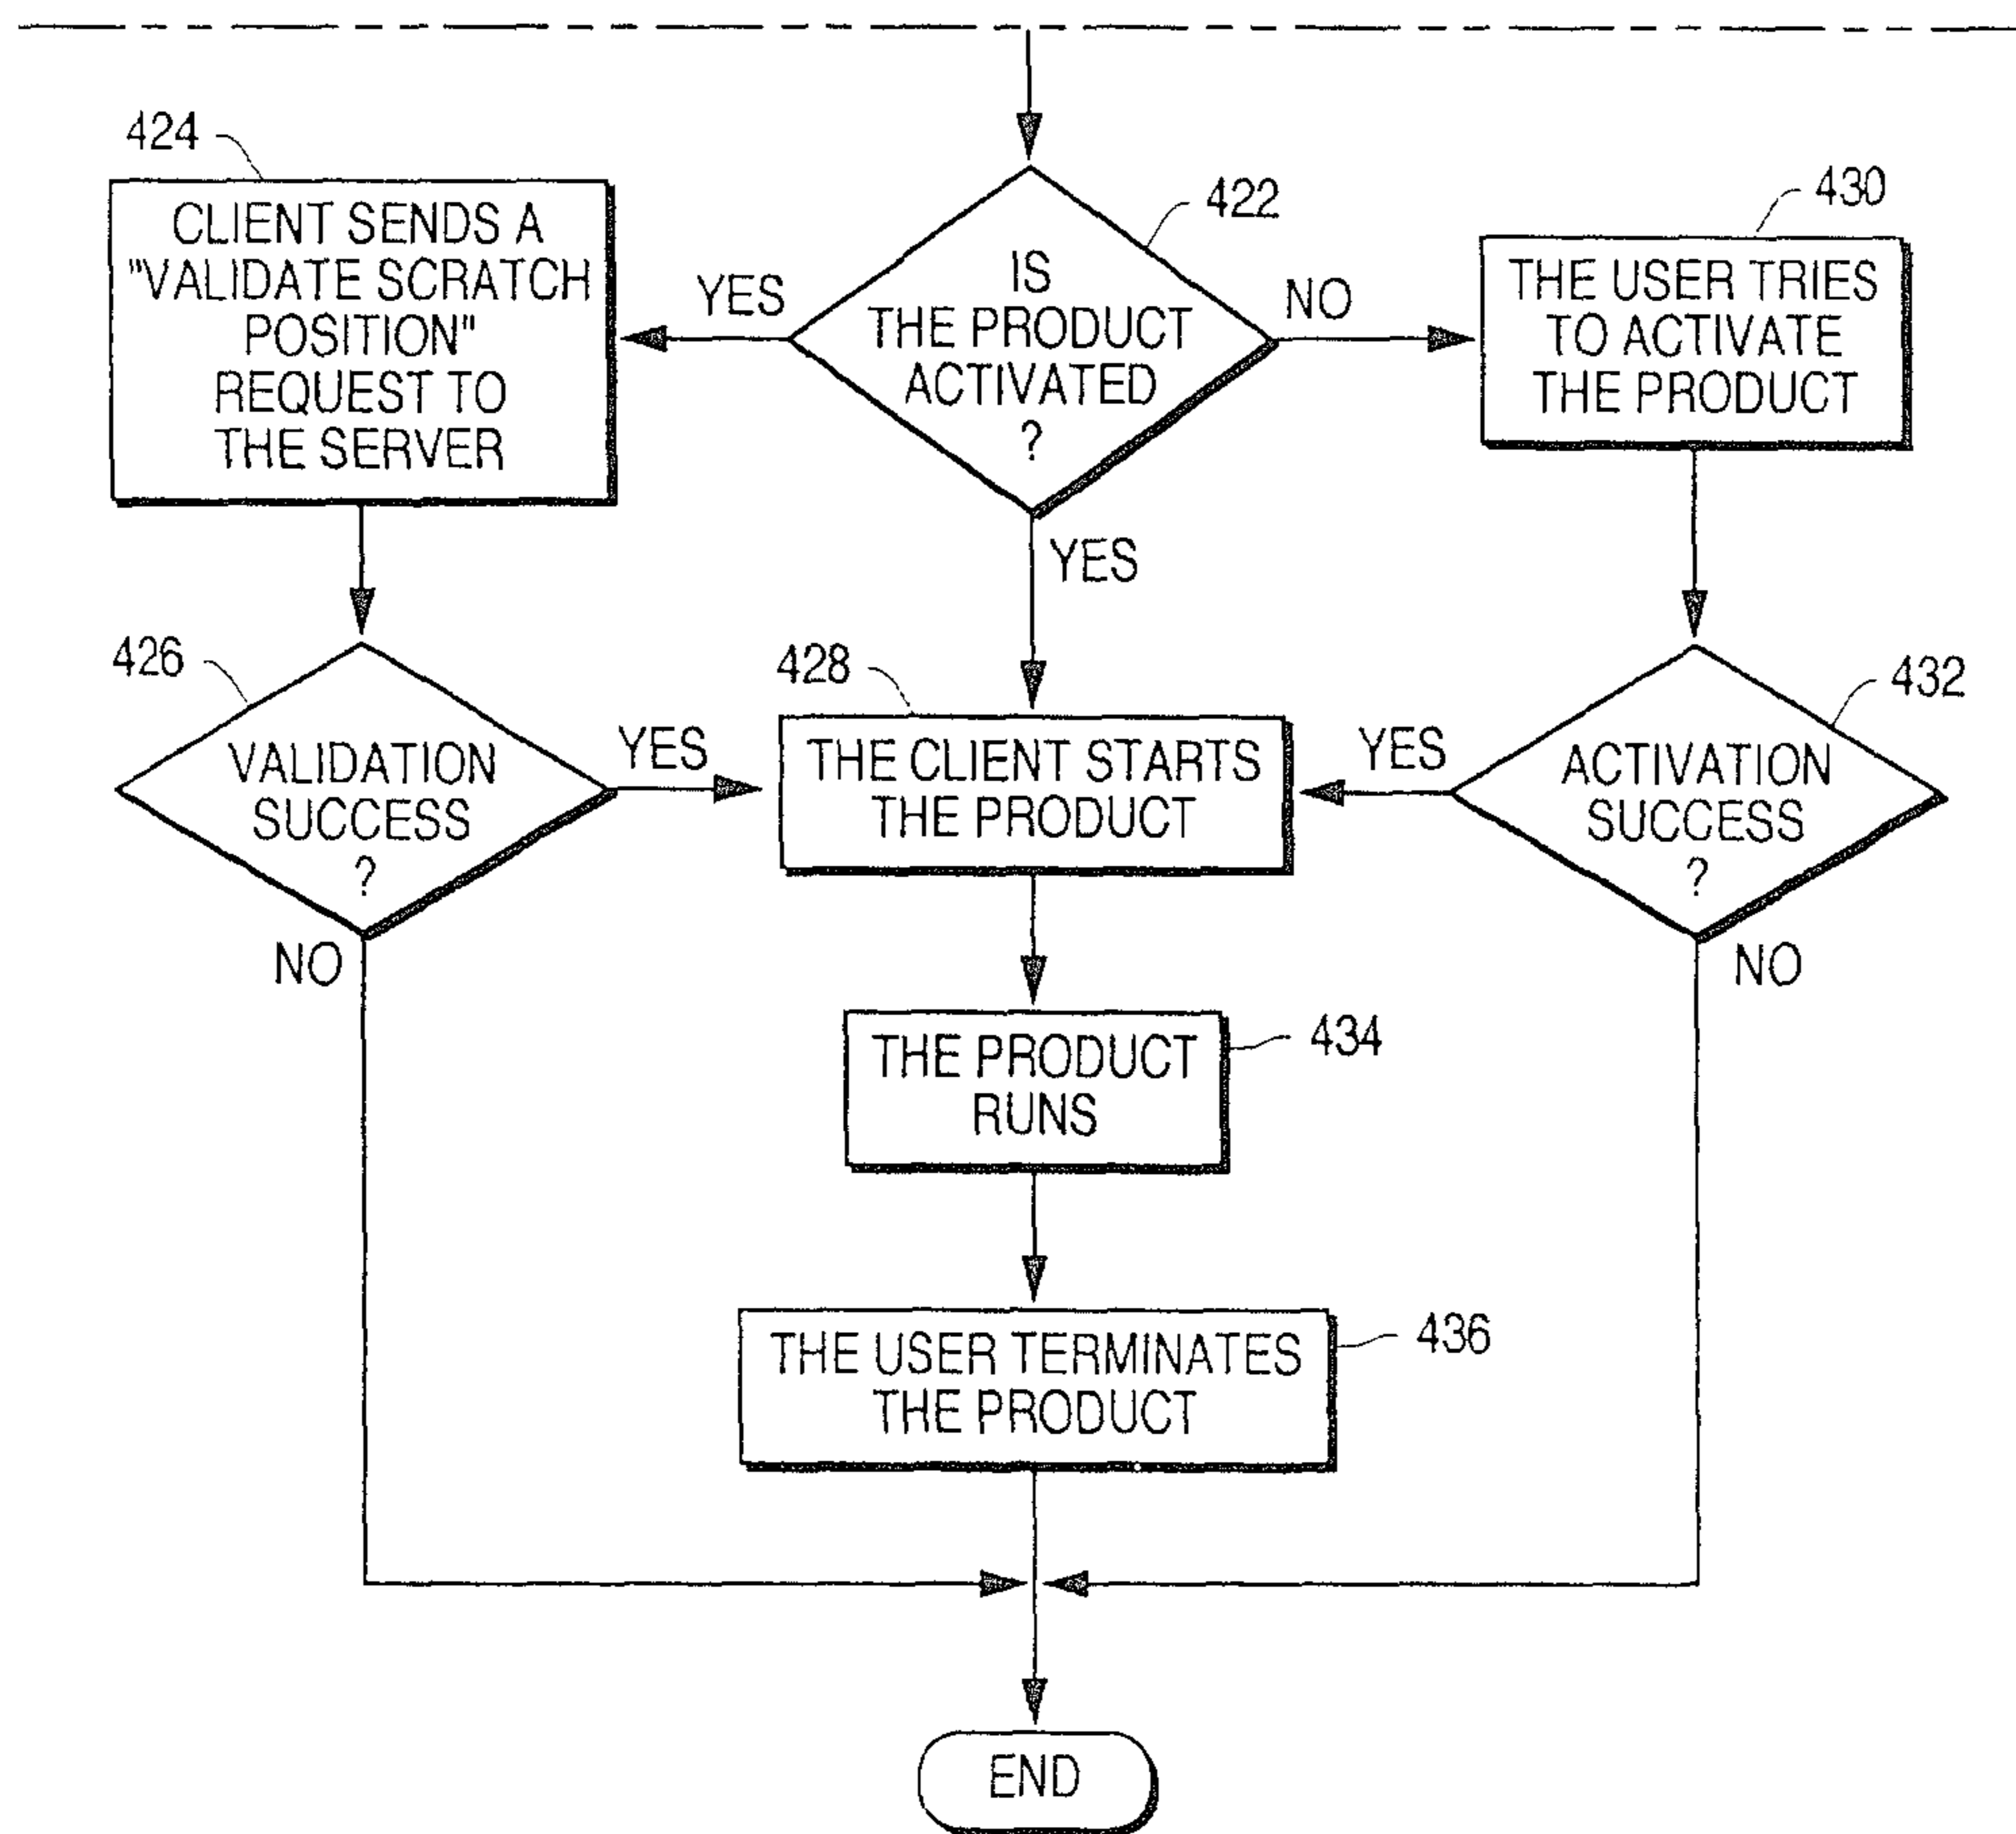 424
CLIENT SENDS A
"VALIDATE SCRATCH
POSITION"
REQUEST TO
THE SERVER
YES
422
IS
THE PRODUCT
ACTIVATED
?
NO
430
THE USER TRIES
TO ACTIVATE
THE PRODUCT
YES
426
VALIDATION
SUCCESS
?
YES
NO
428
THE CLIENT STARTS
THE PRODUCT
YES
432
ACTIVATION
SUCCESS
?
NO
THE PRODUCT
RUNS
434
THE USER TERMINATES
THE PRODUCT
436
END